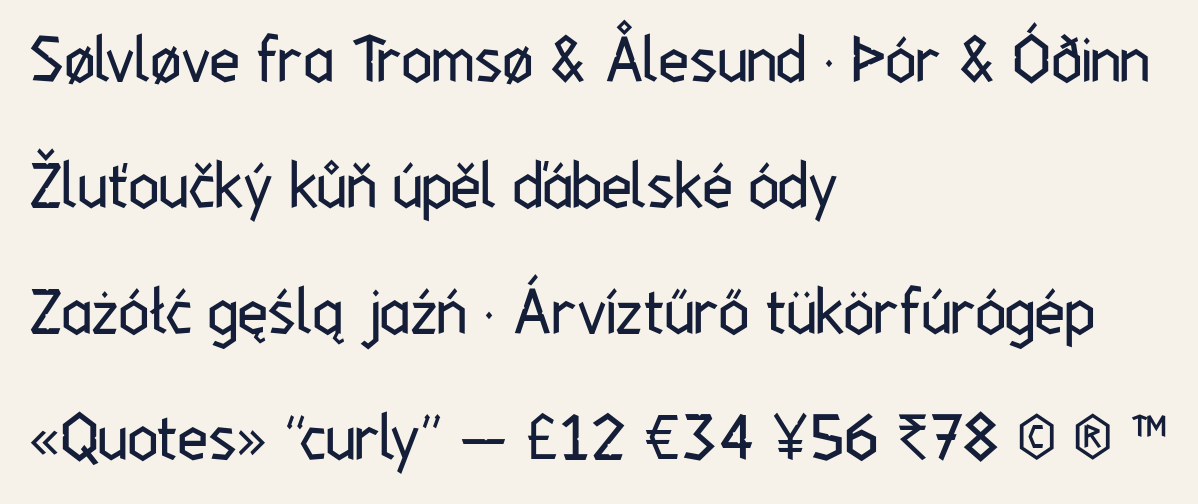 Sølvløve fra Tromsø & Ålesund · Þór & Óðinn
Žluťoučký kůň úpěl ďábelské ódy
Zażółć gęślą jaźń · Árvíztűrő tükörfúrógép
«Quotes» “curly” — £12 €34 ¥56 ₹78 © ® ™